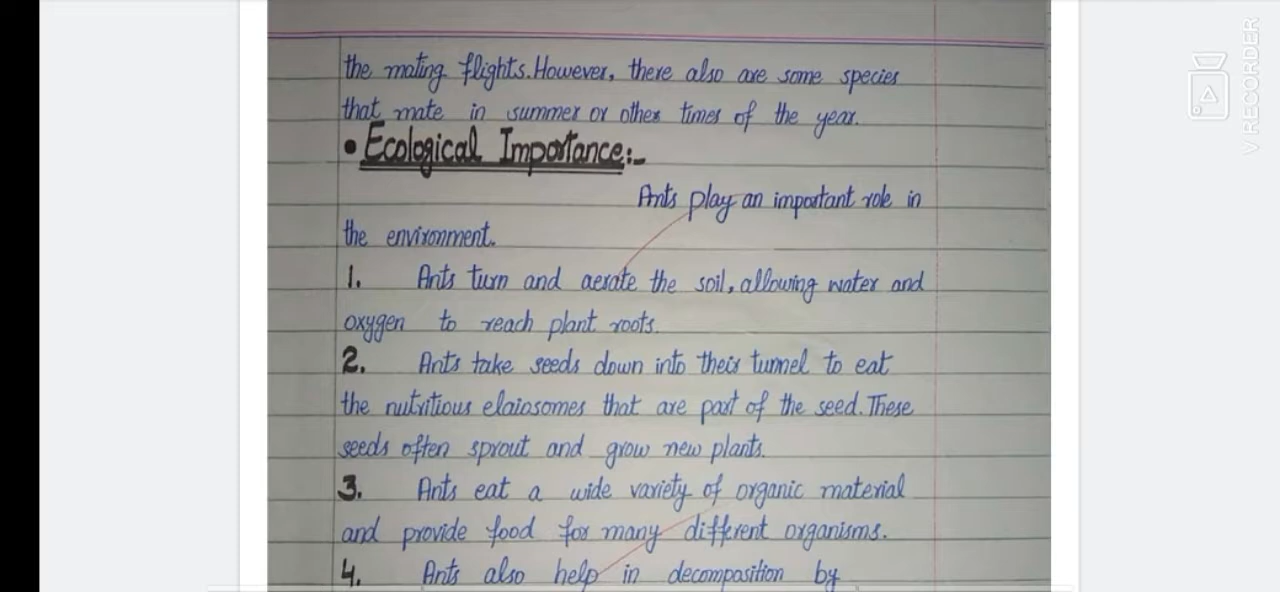 the mating flights. However, there also are some species
that mate in summer or other times of the year.
• Ecological Importance:-
Ants play an important role in
the environment.
1. Ants turn and aerate the soil, allowing water and
oxygen to reach plant roots.
2. Ants take seeds down into their tunnel to eat
the nutritious elaiosomes that are part of the seed. These
seeds often sprout and grow new plants.
3. Ants eat a wide variety of organic material
and provide food for many different organisms.
4. Ants also help in decomposition by
V RECORDER